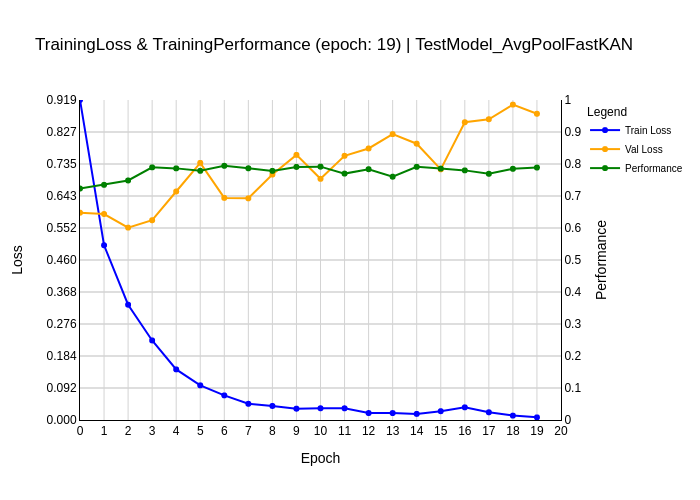 TrainingLoss & TrainingPerformance (epoch: 19) | TestModel_AvgPoolFastKAN
0.919
0.827
0.735
0.643
0.552
0.460
0.368
0.276
0.184
0.092
0.000
Loss
0 1 2 3 4 5 6 7 8 9 10 11 12 13 14 15 16 17 18 19 20
Epoch
1
0.9
0.8
0.7
0.6
0.5
0.4
0.3
0.2
0.1
0
Performance
Legend
Train Loss
Val Loss
Performance